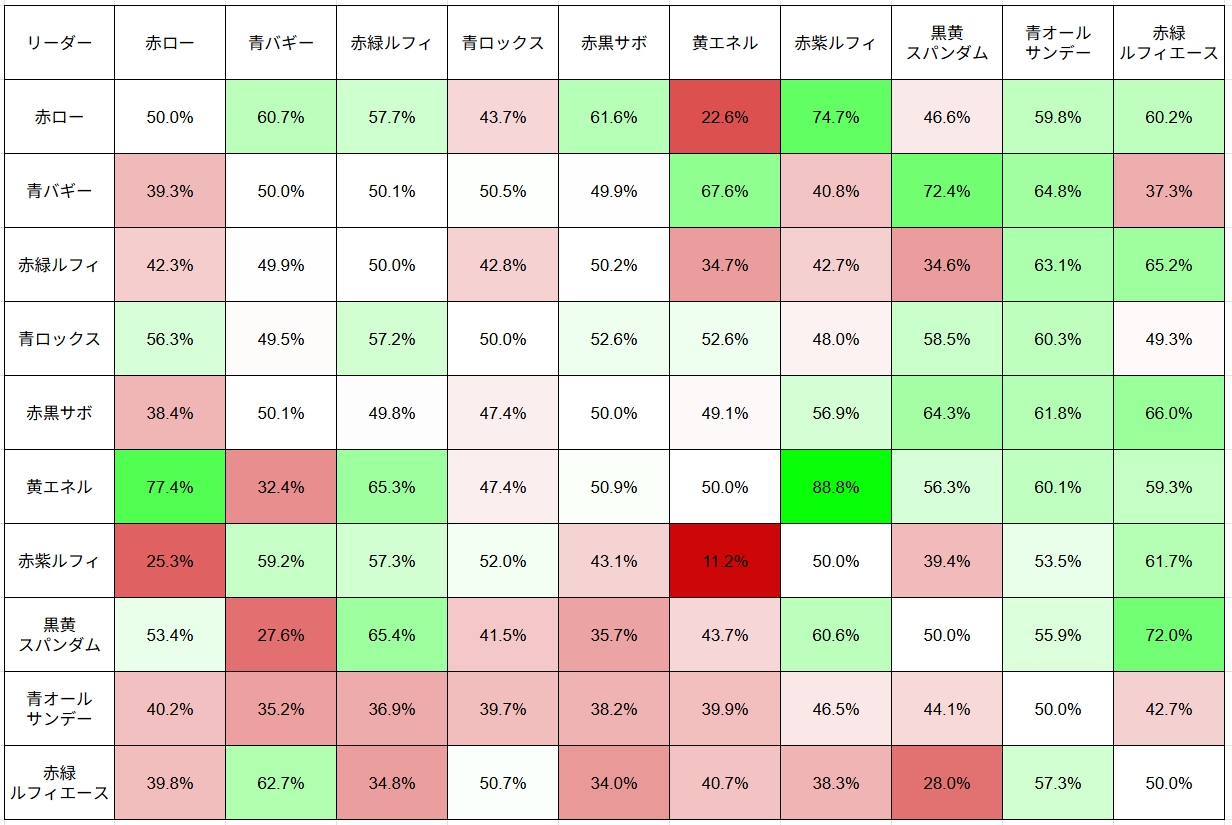 リーダー 赤ロー 青バギー 赤緑ルフィ 青ロックス 赤黒サボ 黄エネル 赤紫ルフィ 黒黄 青オール 赤緑
スパンダム サンデー ルフィエース
赤ロー 50.0% 60.7% 57.7% 43.7% 61.6% 22.6% 74.7% 46.6% 59.8% 60.2%
青バギー 39.3% 50.0% 50.1% 50.5% 49.9% 67.6% 40.8% 72.4% 64.8% 37.3%
赤緑ルフィ 42.3% 49.9% 50.0% 42.8% 50.2% 34.7% 42.7% 34.6% 63.1% 65.2%
青ロックス 56.3% 49.5% 57.2% 50.0% 52.6% 52.6% 48.0% 58.5% 60.3% 49.3%
赤黒サボ 38.4% 50.1% 49.8% 47.4% 50.0% 49.1% 56.9% 64.3% 61.8% 66.0%
黄エネル 77.4% 32.4% 65.3% 47.4% 50.9% 50.0% 88.8% 56.3% 60.1% 59.3%
赤紫ルフィ 25.3% 59.2% 57.3% 52.0% 43.1% 11.2% 50.0% 39.4% 53.5% 61.7%
黒黄
スパンダム 53.4% 27.6% 65.4% 41.5% 35.7% 43.7% 60.6% 50.0% 55.9% 72.0%
青オール
サンデー 40.2% 35.2% 36.9% 39.7% 38.2% 39.9% 46.5% 44.1% 50.0% 42.7%
赤緑
ルフィエース 39.8% 62.7% 34.8% 50.7% 34.0% 40.7% 38.3% 28.0% 57.3% 50.0%